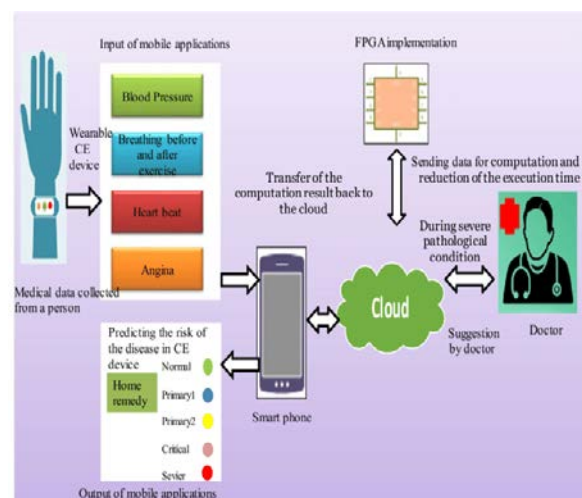 Input of mobile applications
FPGA implementation
Blood Pressure
Wearable
CE
device
Breathing before
and after
exercise
Heart beat
Angina
Medical data collected
from a person
Transfer of the
computation result back to
the cloud
Sending data for computation and
reduction of the execution time
During severe
pathological
condition
Cloud
Suggestion
by doctor
Doctor
Smart phone
Predicting the risk of
the disease in CE
device
Home
remedy
Normal
Primary1
Primary2
Critical
Sevier
Output of mobile applications